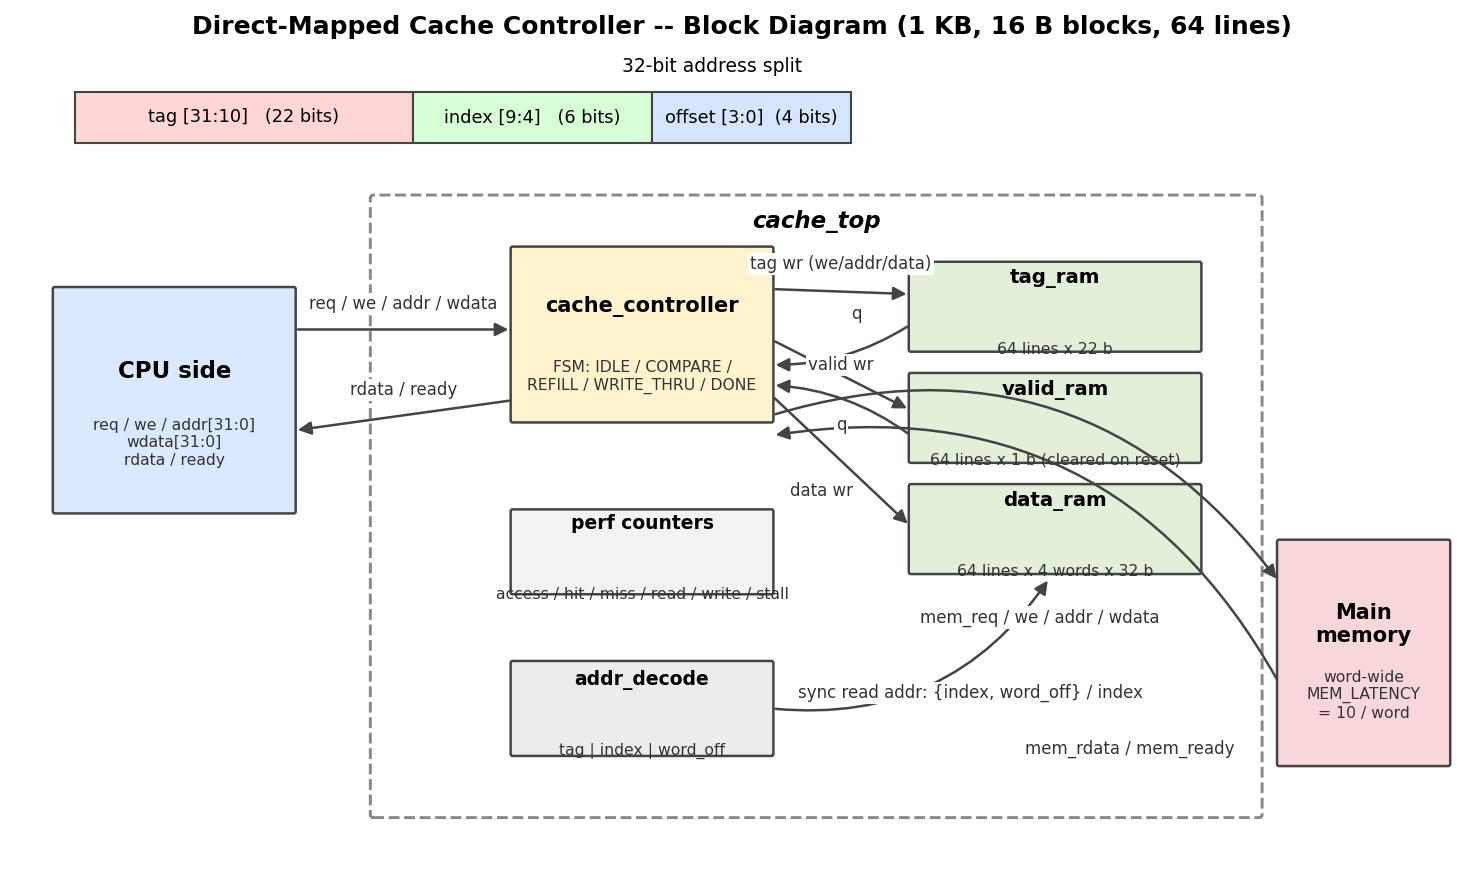 Direct-Mapped Cache Controller -- Block Diagram (1 KB, 16 B blocks, 64 lines)
32-bit address split
tag [31:10]   (22 bits)
index [9:4]   (6 bits)
offset [3:0]  (4 bits)
cache_top
CPU side
req / we / addr[31:0]
wdata[31:0]
rdata / ready
req / we / addr / wdata
rdata / ready
cache_controller
FSM: IDLE / COMPARE /
REFILL / WRITE_THRU / DONE
tag wr (we/addr/data)
q
valid wr
q
data wr
tag_ram
64 lines x 22 b
valid_ram
64 lines x 1 b (cleared on reset)
data_ram
64 lines x 4 words x 32 b
perf counters
access / hit / miss / read / write / stall
mem_req / we / addr / wdata
addr_decode
tag | index | word_off
sync read addr: {index, word_off} / index
mem_rdata / mem_ready
Main
memory
word-wide
MEM_LATENCY
= 10 / word